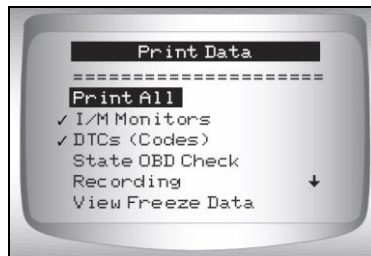 Print Data
======================
Print All
✓ I/M Monitors
✓ DTCs (Codes)
State OBD Check
Recording ↓
View Freeze Data